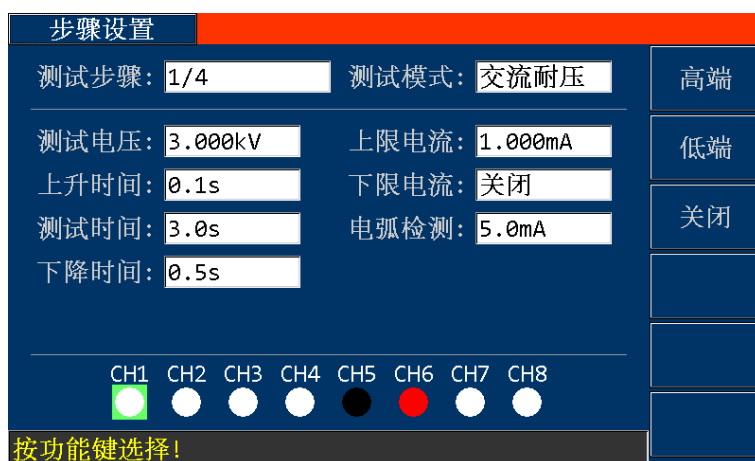 步骤设置
测试步骤: 1/4 测试模式: 交流耐压
测试电压: 3.000kV 上限电流: 1.000mA
上升时间: 0.1s 下限电流: 关闭
测试时间: 3.0s 电弧检测: 5.0mA
下降时间: 0.5s
CH1 CH2 CH3 CH4 CH5 CH6 CH7 CH8
按功能键选择!
高端
低端
关闭